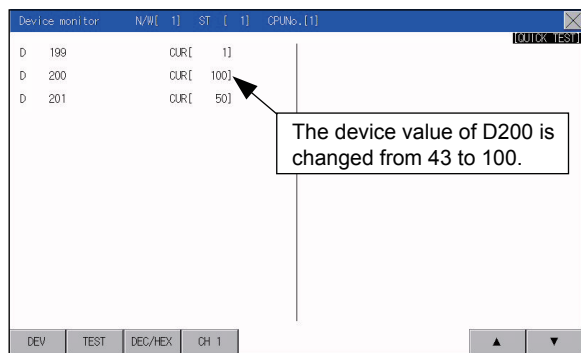 Device monitor N/W[ 1] ST [ 1] CPUNo.[1]
[QUICK TEST]
D 199 CUR[ 1]
D 200 CUR[ 100]
D 201 CUR[ 50]
The device value of D200 is
changed from 43 to 100.
DEV TEST DEC/HEX CH 1 ▲ ▼